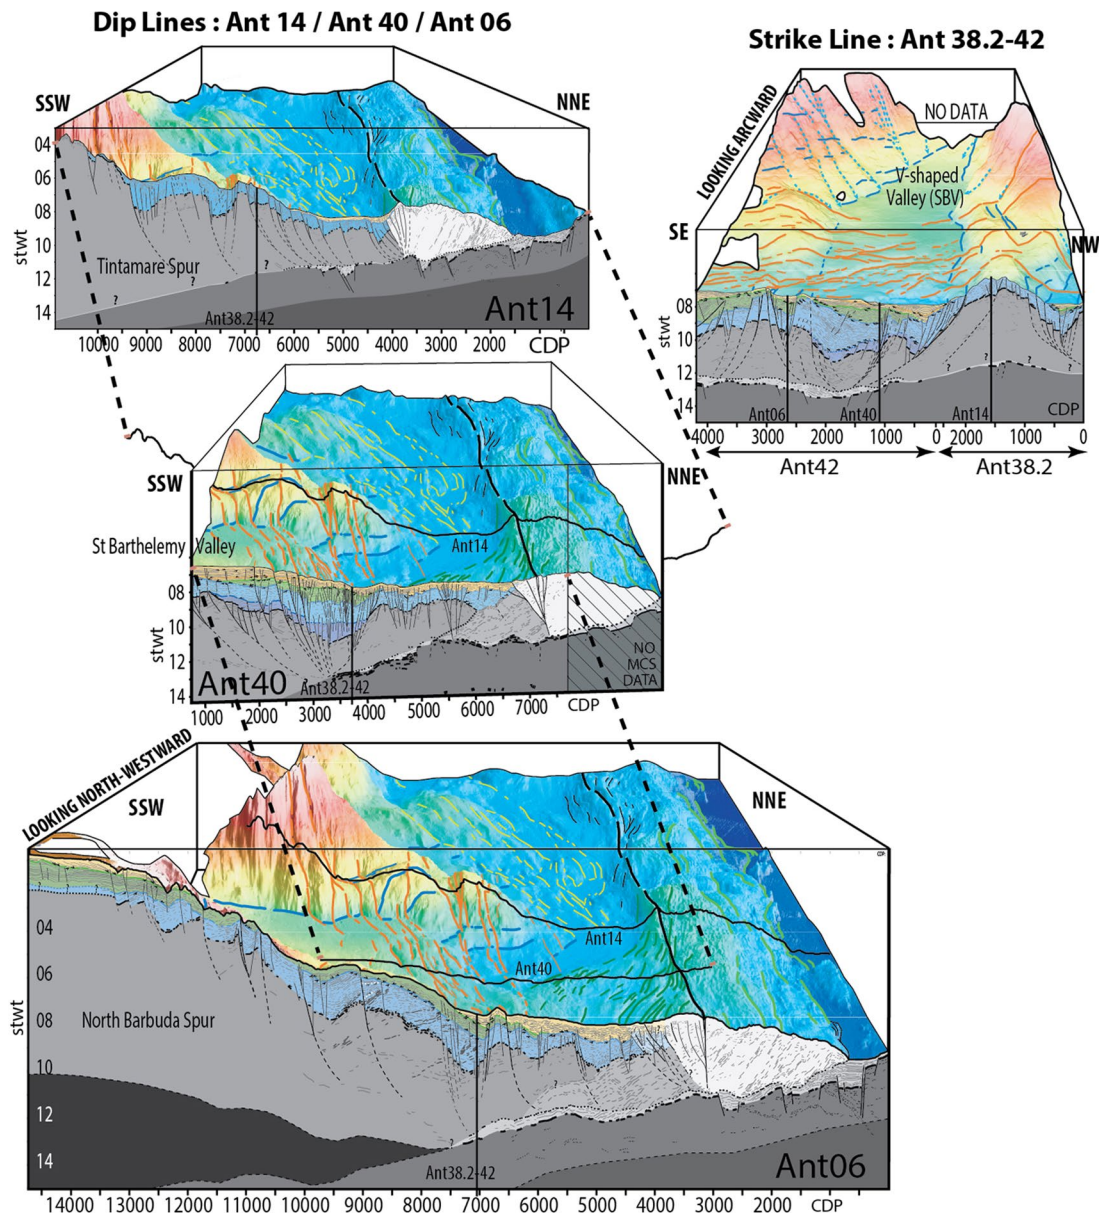 Dip Lines : Ant 14 / Ant 40 / Ant 06
SSW
NNE
04
06
08
10
12
14
stwt
Tintamare Spur
?
?
?
Ant38.2-42
Ant14
10000 9000 8000 7000 6000 5000 4000 3000 2000 CDP
Strike Line : Ant 38.2-42
LOOKING ARCWARD
NO DATA
V-shaped
Valley (SBV)
SE
NW
08
10
12
14
stwt
?
?
?
Ant06
Ant40
Ant14
CDP
4000 3000 2000 1000 0 2000 1000 0
Ant42
Ant38.2
SSW
NNE
St Barthelemy Valley
Ant14
08
10
12
14
stwt
Ant40
Ant38.2-42
NO
MCS
DATA
1000 2000 3000 4000 5000 6000 7000 CDP
LOOKING NORTH-WESTWARD
SSW
NNE
?
Ant14
Ant40
04
06
08
10
12
14
stwt
North Barbuda Spur
?
?
?
Ant38.2-42
Ant06
14000 13000 12000 11000 10000 9000 8000 7000 6000 5000 4000 3000 2000 CDP